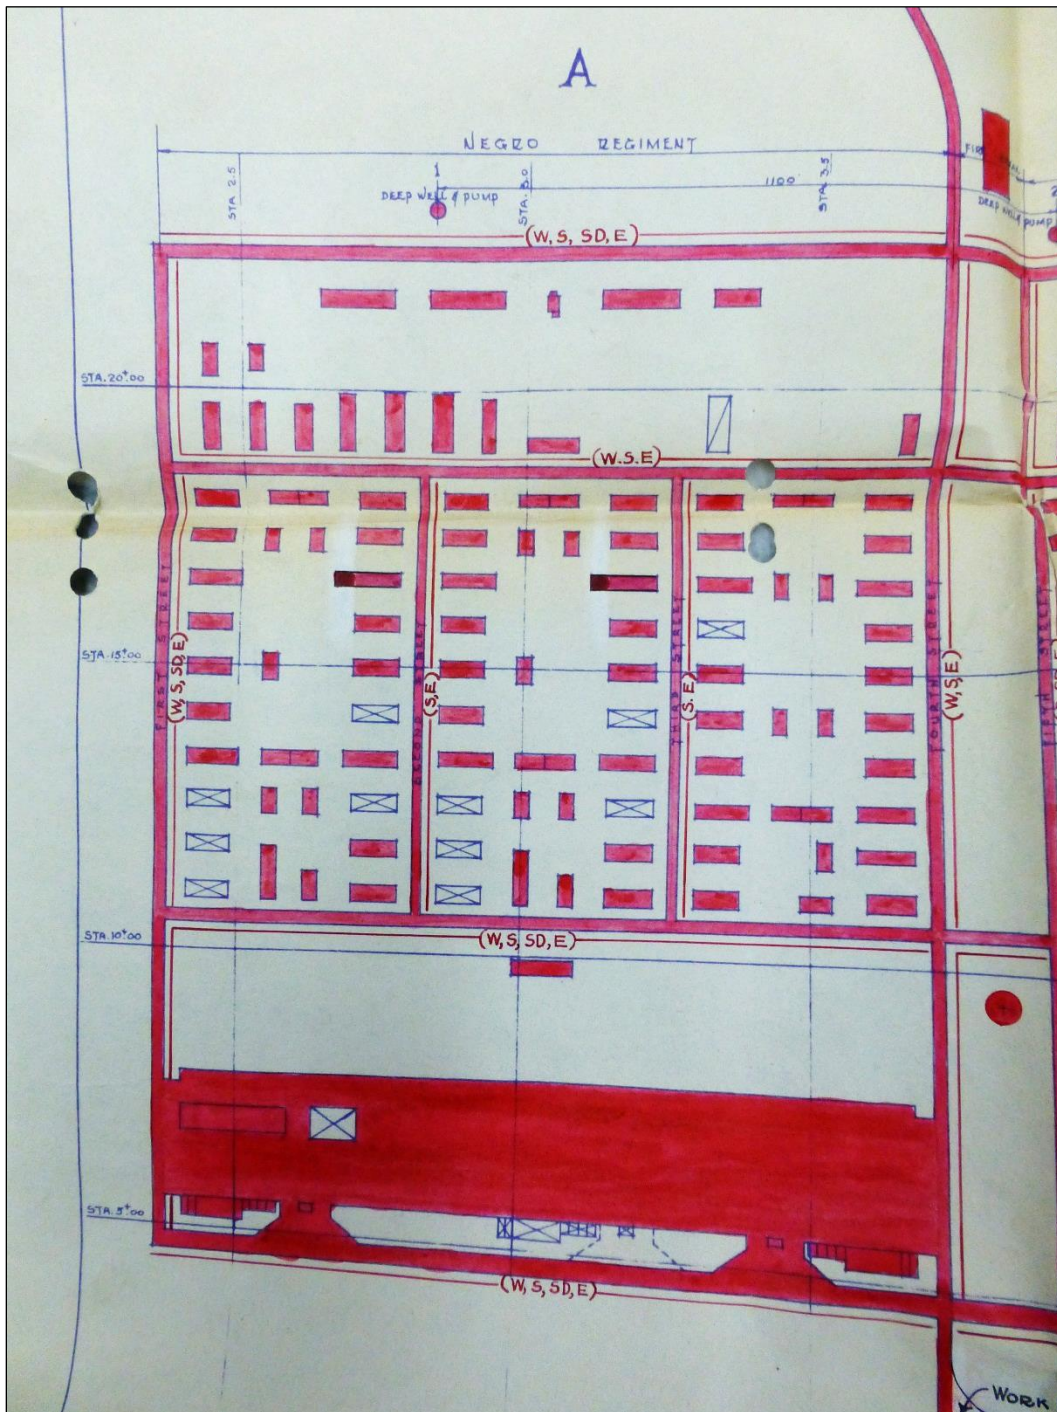 A
NEGRO REGIMENT
STA 2.5
1
DEEP WELL & PUMP
STA. 3.0
1100
STA 3.5
DEEP WELL & PUMP
2
(W, S, SD, E)
STA. 20+00
(W.S.E)
FIRST STREET
(W, S, SD, E)
SECOND STREET
(S,E)
THIRD STREET
(S.E)
FOURTH STREET
(W,S,E)
FIFTH STREET
STA. 15+00
STA. 10+00
(W, S, SD, E)
STA. 5+00
(W, S, SD, E)
WORK